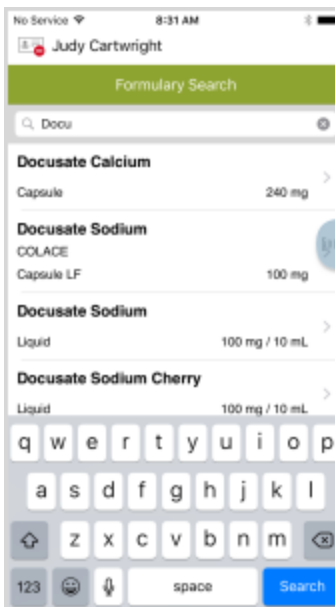 No Service 8:31 AM
Judy Cartwright
Formulary Search
Docu
Docusate Calcium
Capsule 240 mg
Docusate Sodium
COLACE
Capsule LF 100 mg
Docusate Sodium
Liquid 100 mg / 10 mL
Docusate Sodium Cherry
Liquid 100 mg / 10 mL
q w e r t y u i o p
a s d f g h j k l
z x c v b n m
123 space Search